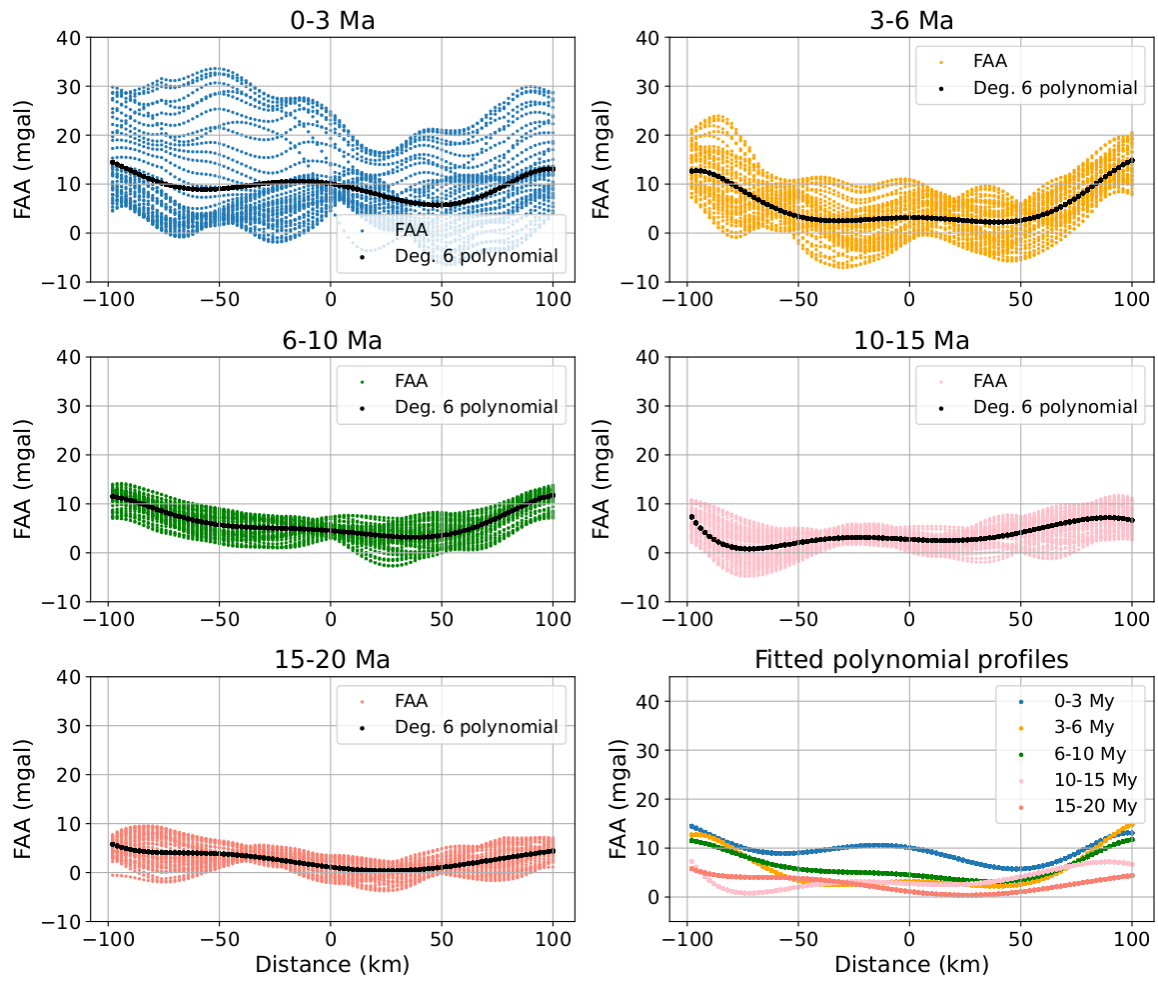 0-3 Ma
40
30
20
10
0
−10
FAA (mgal)
FAA
Deg. 6 polynomial
−100 −50 0 50 100
3-6 Ma
40
30
20
10
0
−10
FAA (mgal)
FAA
Deg. 6 polynomial
−100 −50 0 50 100
6-10 Ma
40
30
20
10
0
−10
FAA (mgal)
FAA
Deg. 6 polynomial
−100 −50 0 50 100
10-15 Ma
40
30
20
10
0
−10
FAA (mgal)
FAA
Deg. 6 polynomial
−100 −50 0 50 100
15-20 Ma
40
30
20
10
0
−10
FAA (mgal)
FAA
Deg. 6 polynomial
−100 −50 0 50 100
Distance (km)
Fitted polynomial profiles
40
30
20
10
0
FAA (mgal)
0-3 My
3-6 My
6-10 My
10-15 My
15-20 My
−100 −50 0 50 100
Distance (km)